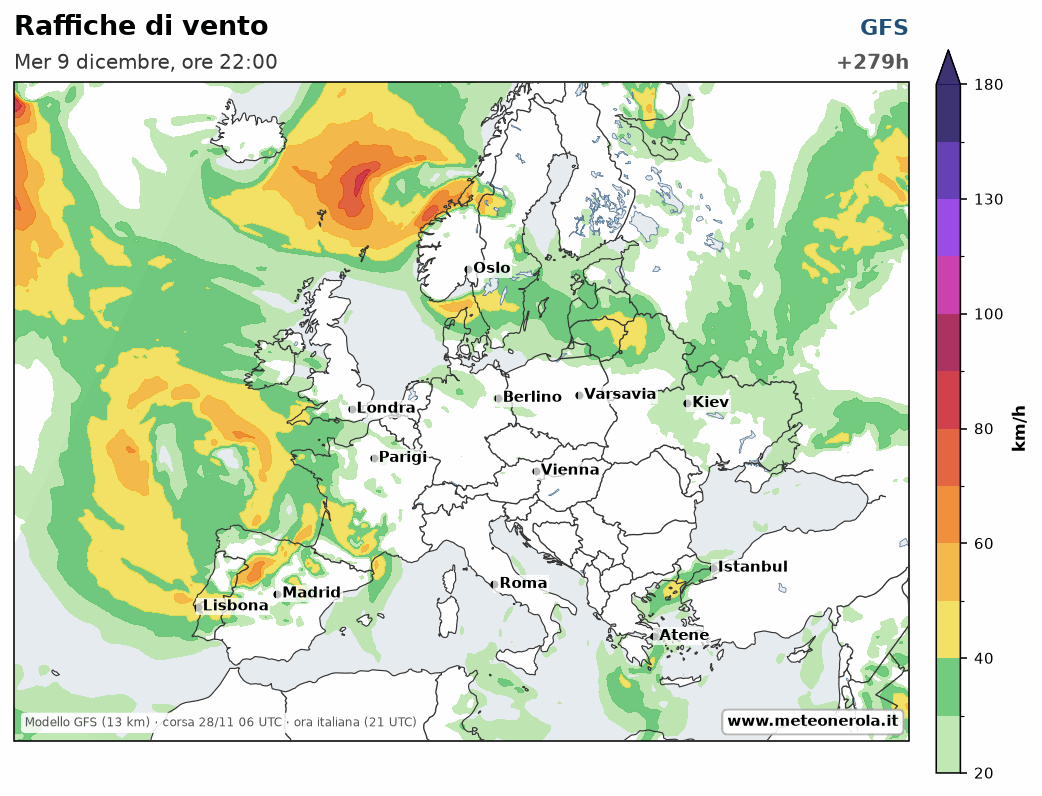 Raffiche di vento
GFS
Mer 9 dicembre, ore 22:00
+279h
180
130
100
80
60
40
20
km/h
Oslo
Londra
Berlino
Varsavia
Kiev
Parigi
Vienna
Istanbul
Roma
Madrid
Lisbona
Atene
Modello GFS (13 km) · corsa 28/11 06 UTC · ora italiana (21 UTC)
www.meteonerola.it